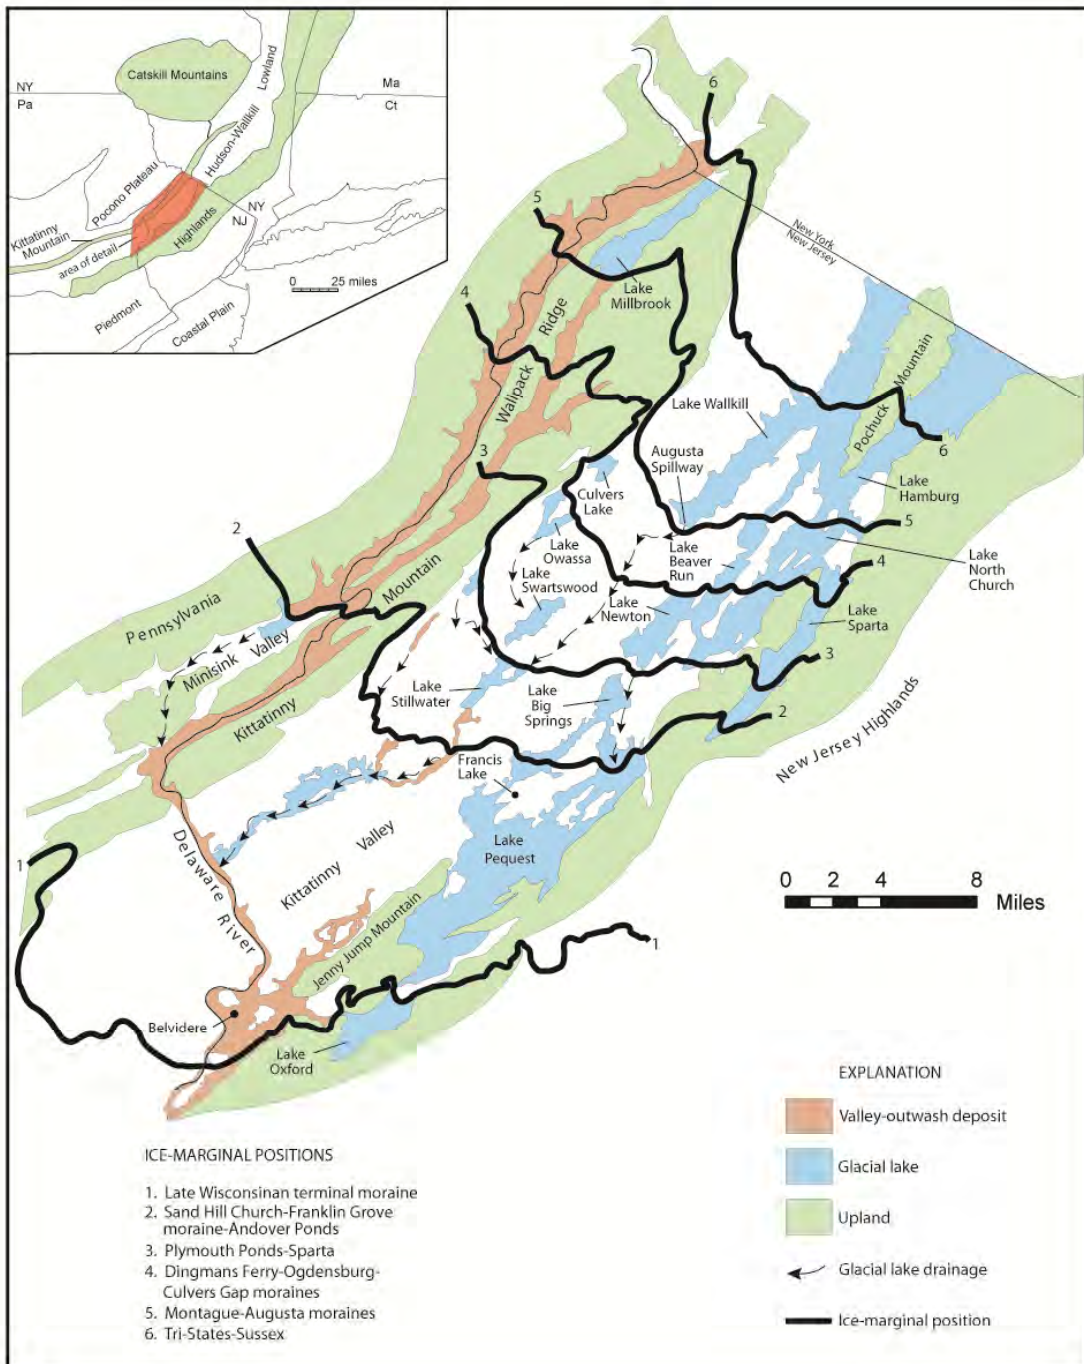 Catskill Mountains
NY
Pa
Ma
Ct
Hudson-Wallkill
Lowland
Pocono Plateau
Kittatinny
Mountain
area of detail
Highlands
NY
NJ
0 25 miles
Piedmont
Coastal Plain
6
New York
New Jersey
5
Lake
Millbrook
4
Ridge
Wallpack
Pochuck
Mountain
Lake Wallkill
3
Augusta
Spillway
6
Culvers
Lake
Lake
Hamburg
5
2
Lake
Owassa
Lake
Beaver
Run
Lake
North
Church
4
Lake
Swartswood
Lake
Newton
Lake
Sparta
Mountain
Pennsylvania
Minisink Valley
3
Kittatinny
Lake
Stillwater
Lake
Big
Springs
2
New Jersey Highlands
Francis
Lake
1
Delaware River
Kittatinny Valley
Lake
Pequest
0 2 4 8 Miles
Jenny Jump Mountain
1
Belvidere
Lake
Oxford
EXPLANATION
Valley-outwash deposit
Glacial lake
Upland
Glacial lake drainage
Ice-marginal position
ICE-MARGINAL POSITIONS
1. Late Wisconsinan terminal moraine
2. Sand Hill Church-Franklin Grove
moraine-Andover Ponds
3. Plymouth Ponds-Sparta
4. Dingmans Ferry-Ogdensburg-
Culvers Gap moraines
5. Montague-Augusta moraines
6. Tri-States-Sussex